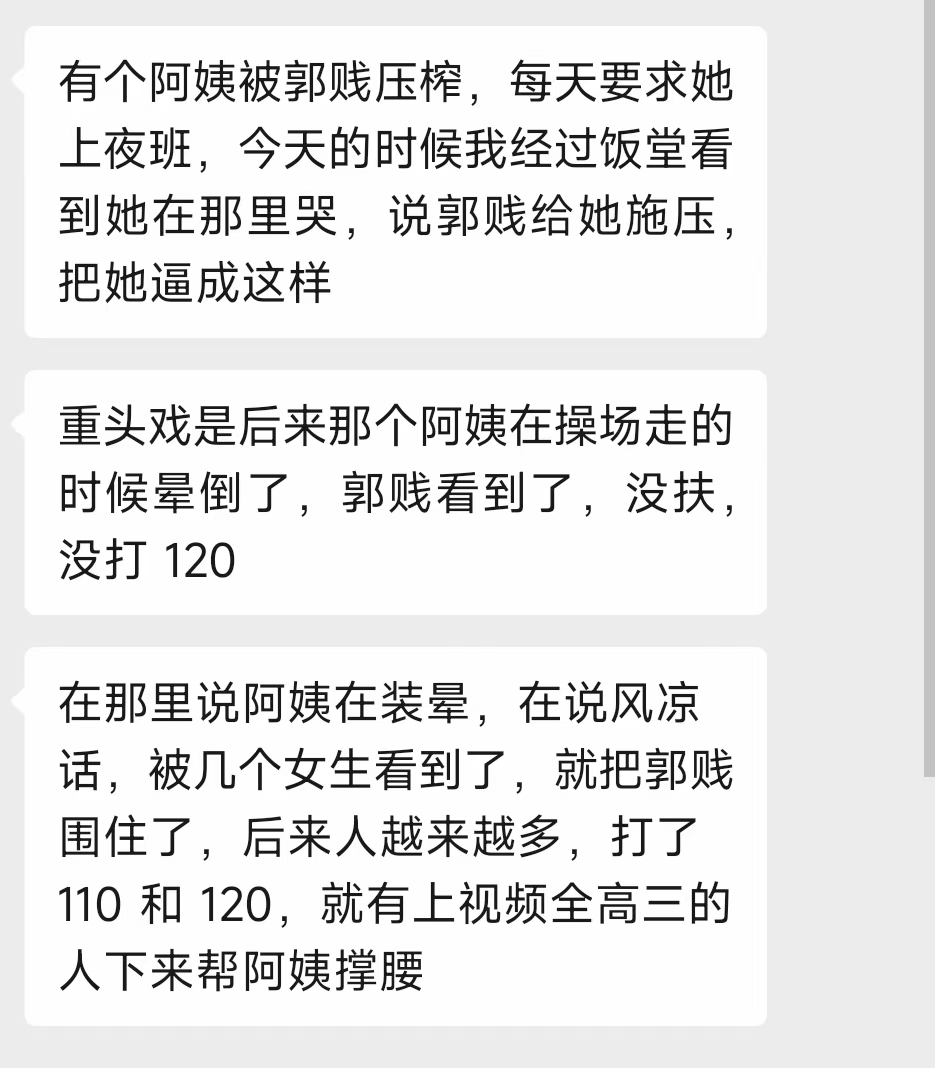 有个阿姨被郭贱压榨，每天要求她
上夜班，今天的时候我经过饭堂看
到她在那里哭，说郭贱给她施压，
把她逼成这样
重头戏是后来那个阿姨在操场走的
时候晕倒了，郭贱看到了，没扶，
没打 120
在那里说阿姨在装晕，在说风凉
话，被几个女生看到了，就把郭贱
围住了，后来人越来越多，打了
110 和 120，就有上视频全高三的
人下来帮阿姨撑腰